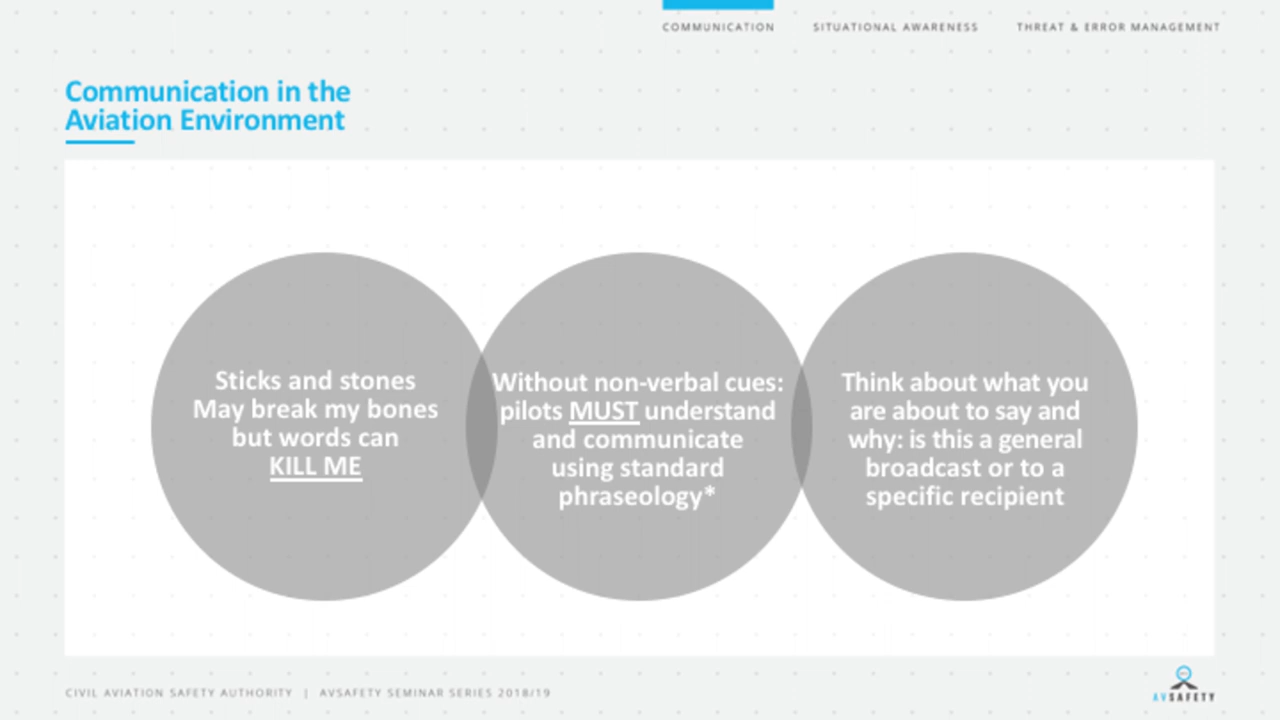 COMMUNICATION
SITUATIONAL AWARENESS
THREAT & ERROR MANAGEMENT
Communication in the
Aviation Environment
Sticks and stones
May break my bones
but words can
KILL ME
Without non-verbal cues:
pilots MUST understand
and communicate
using standard
phraseology*
Think about what you
are about to say and
why: is this a general
broadcast or to a
specific recipient
CIVIL AVIATION SAFETY AUTHORITY | AVSAFETY SEMINAR SERIES 2018/19
AVSAFETY